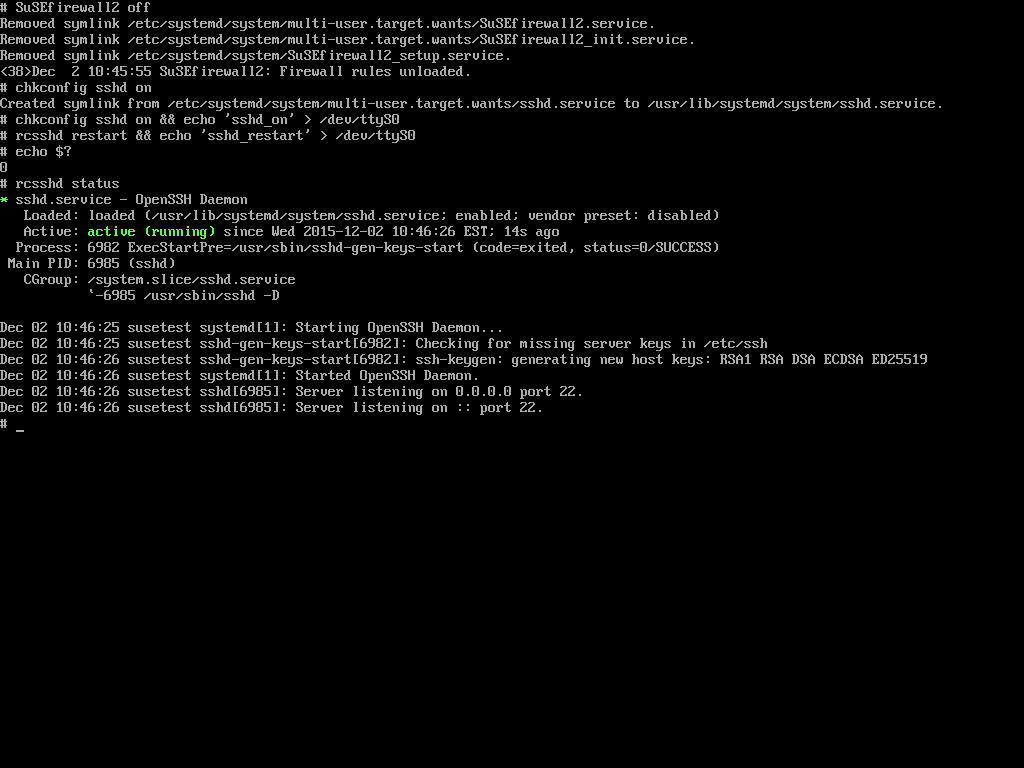 # SuSEfirewall2 off
Removed symlink /etc/systemd/system/multi-user.target.wants/SuSEfirewall2.service.
Removed symlink /etc/systemd/system/multi-user.target.wants/SuSEfirewall2_init.service.
Removed symlink /etc/systemd/system/SuSEfirewall2_setup.service.
<38>Dec  2 10:45:55 SuSEfirewall2: Firewall rules unloaded.
# chkconfig sshd on
Created symlink from /etc/systemd/system/multi-user.target.wants/sshd.service to /usr/lib/systemd/system/sshd.service.
# chkconfig sshd on && echo 'sshd_on' > /dev/ttyS0
# rcsshd restart && echo 'sshd_restart' > /dev/ttyS0
# echo $?
0
# rcsshd status
* sshd.service - OpenSSH Daemon
   Loaded: loaded (/usr/lib/systemd/system/sshd.service; enabled; vendor preset: disabled)
   Active: active (running) since Wed 2015-12-02 10:46:26 EST; 14s ago
  Process: 6982 ExecStartPre=/usr/sbin/sshd-gen-keys-start (code=exited, status=0/SUCCESS)
 Main PID: 6985 (sshd)
   CGroup: /system.slice/sshd.service
           `-6985 /usr/sbin/sshd -D

Dec 02 10:46:25 susetest systemd[1]: Starting OpenSSH Daemon...
Dec 02 10:46:25 susetest sshd-gen-keys-start[6982]: Checking for missing server keys in /etc/ssh
Dec 02 10:46:26 susetest sshd-gen-keys-start[6982]: ssh-keygen: generating new host keys: RSA1 RSA DSA ECDSA ED25519
Dec 02 10:46:26 susetest systemd[1]: Started OpenSSH Daemon.
Dec 02 10:46:26 susetest sshd[6985]: Server listening on 0.0.0.0 port 22.
Dec 02 10:46:26 susetest sshd[6985]: Server listening on :: port 22.
# _